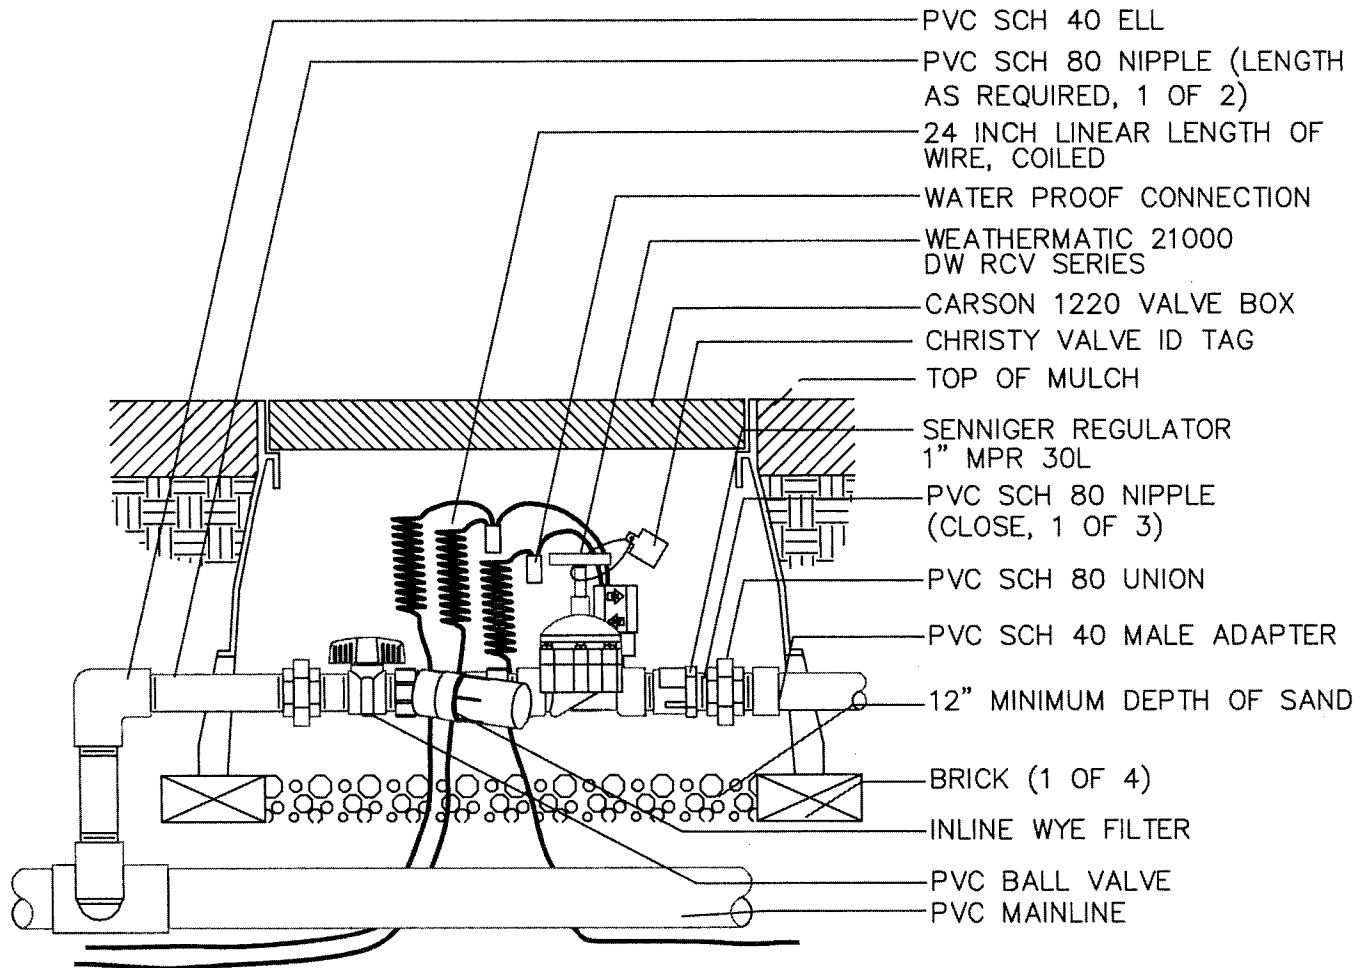 PVC SCH 40 ELL
PVC SCH 80 NIPPLE (LENGTH
AS REQUIRED, 1 OF 2)
24 INCH LINEAR LENGTH OF
WIRE, COILED
WATER PROOF CONNECTION
WEATHERMATIC 21000
DW RCV SERIES
CARSON 1220 VALVE BOX
CHRISTY VALVE ID TAG
TOP OF MULCH
SENNIGER REGULATOR
1" MPR 30L
PVC SCH 80 NIPPLE
(CLOSE, 1 OF 3)
PVC SCH 80 UNION
PVC SCH 40 MALE ADAPTER
12" MINIMUM DEPTH OF SAND
BRICK (1 OF 4)
INLINE WYE FILTER
PVC BALL VALVE
PVC MAINLINE